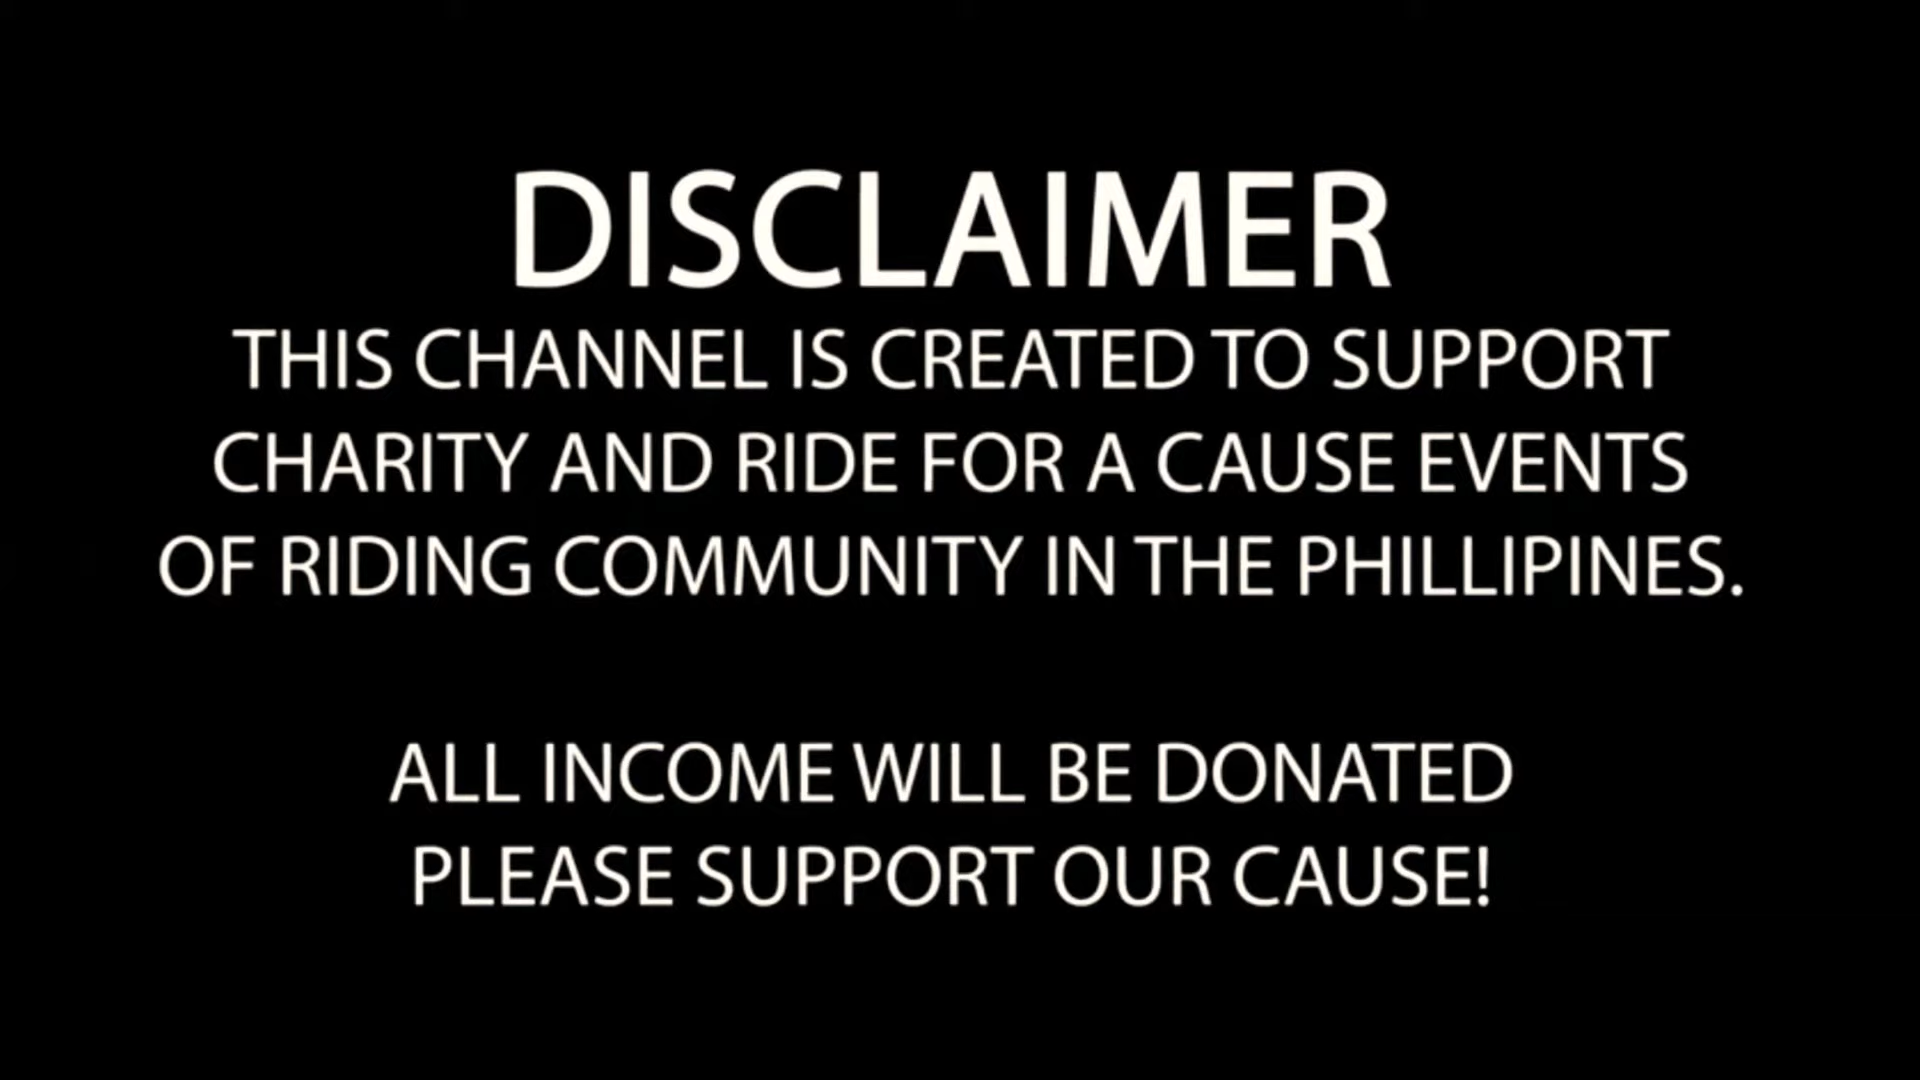 DISCLAIMER
THIS CHANNEL IS CREATED TO SUPPORT
CHARITY AND RIDE FOR A CAUSE EVENTS
OF RIDING COMMUNITY IN THE PHILLIPINES.
ALL INCOME WILL BE DONATED
PLEASE SUPPORT OUR CAUSE!